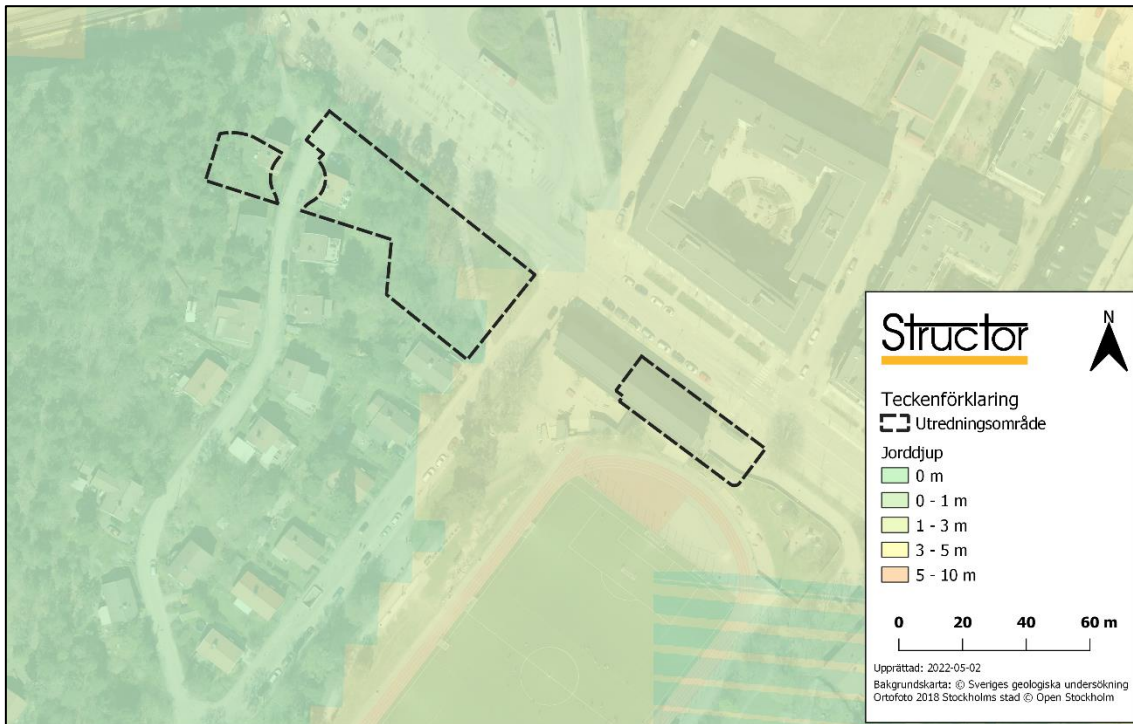 Structor
N
Teckenförklaring
Utredningsområde
Jorddjup
0 m
0 - 1 m
1 - 3 m
3 - 5 m
5 - 10 m
0 20 40 60 m
Upprättad: 2022-05-02
Bakgrundskarta: © Sveriges geologiska undersökning
Ortofoto 2018 Stockholms stad © Open Stockholm